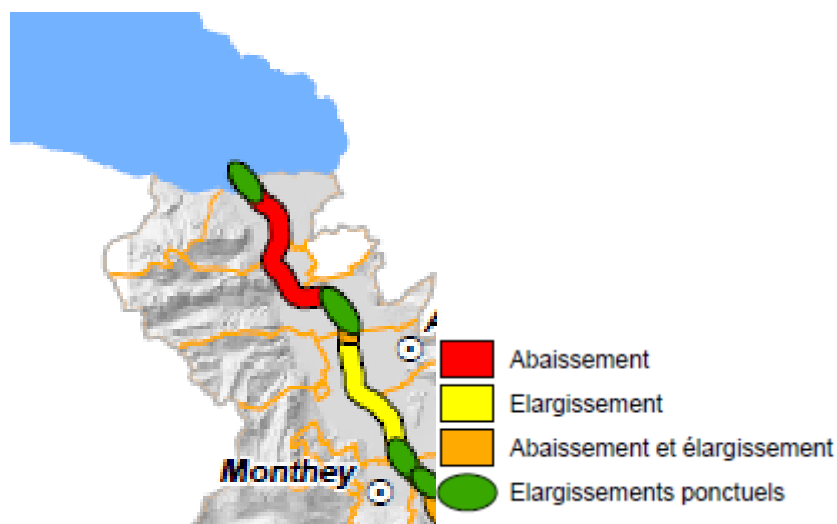 Abaissement
Elargissement
Abaissement et élargissement
Monthey
Elargissements ponctuels